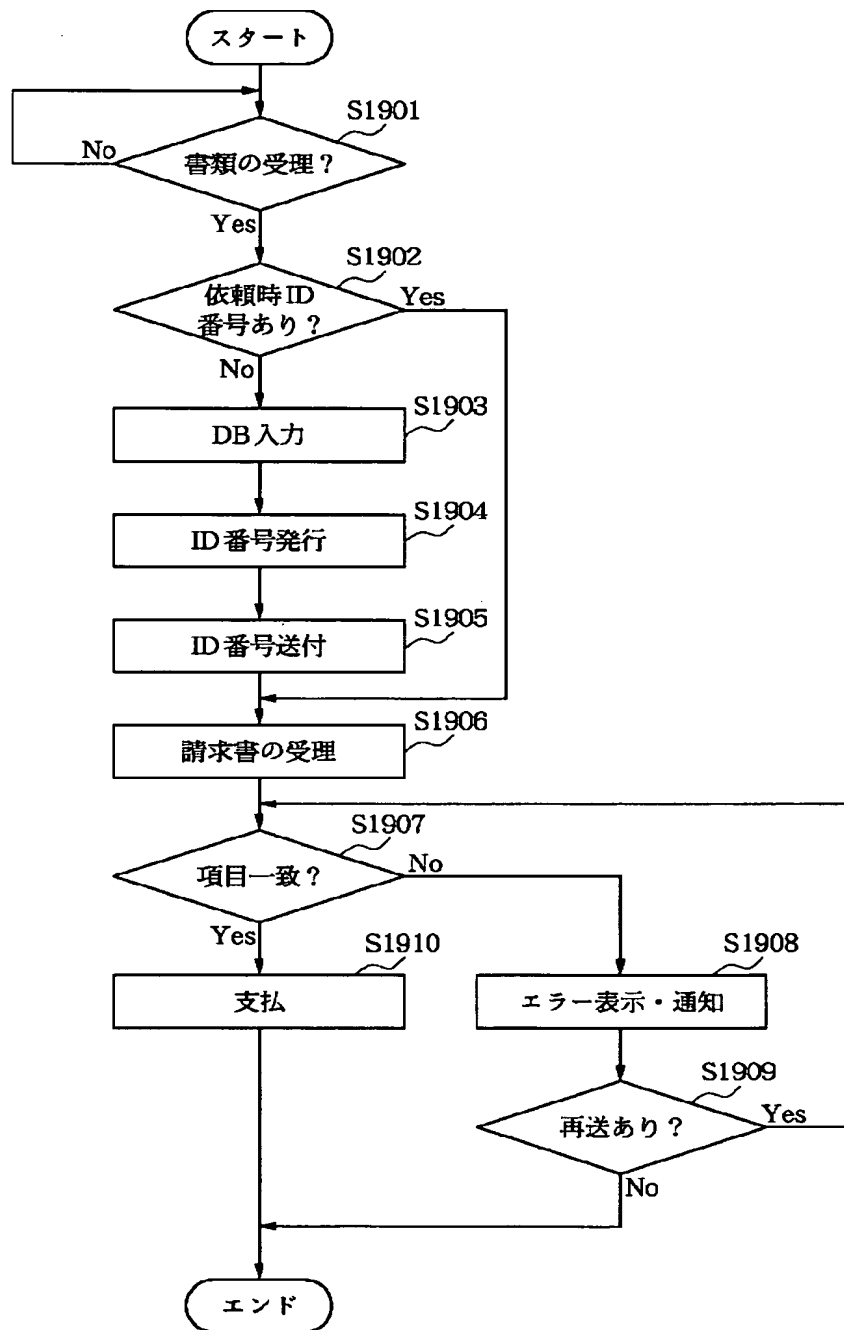 スタート
S1901
書類の受理？
No
Yes
S1902
依頼時ID
番号あり？
Yes
No
S1903
DB入力
S1904
ID番号発行
S1905
ID番号送付
S1906
請求書の受理
S1907
項目一致？
No
Yes
S1910
支払
S1908
エラー表示・通知
S1909
再送あり？
Yes
No
エンド